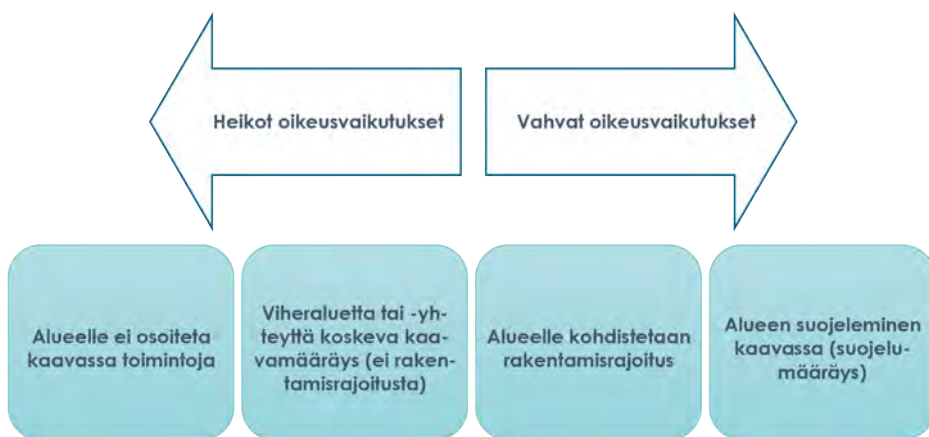 Heikot oikeusvaikutukset
Vahvat oikeusvaikutukset
Alueelle ei osoiteta
kaavassa toimintoja
Viheraluetta tai -yh-
teyttä koskeva kaa-
vamääräys (ei raken-
tamisrajoitusta)
Alueelle kohdistetaan
rakentamisrajoitus
Alueen suojeleminen
kaavassa (suojelu-
määräys)